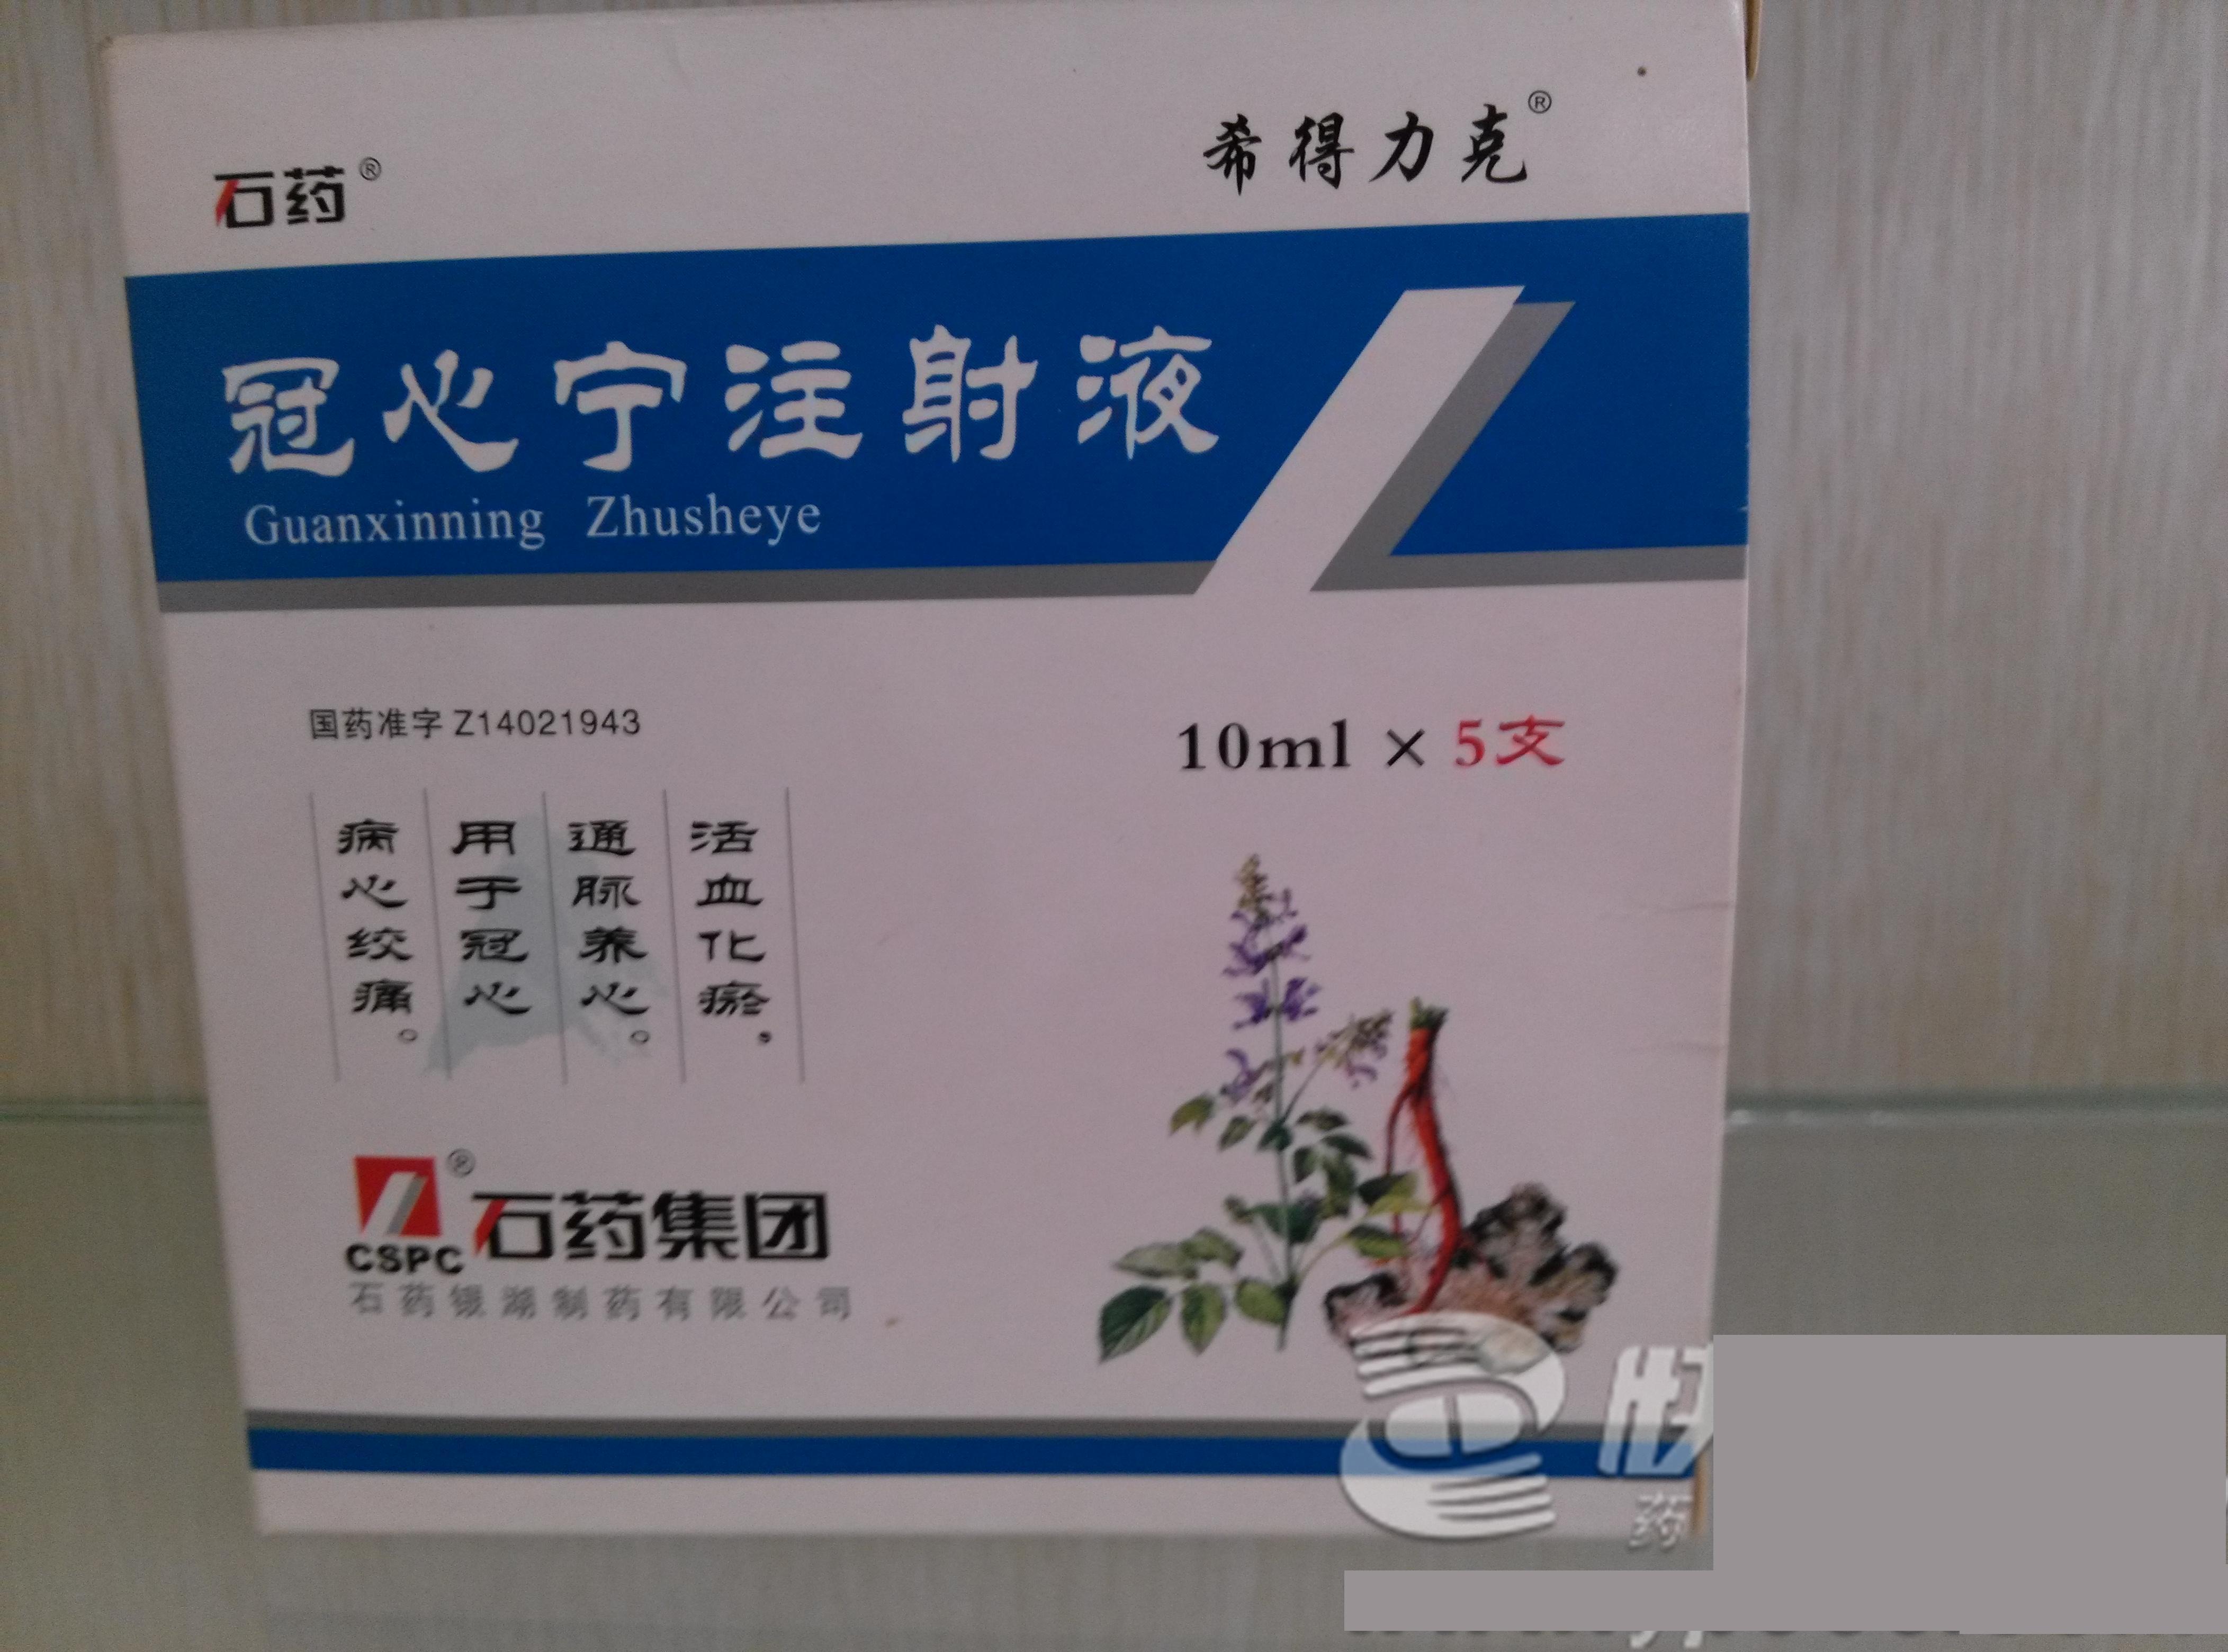 石药®
希得力克®
冠心宁注射液
Guanxinning Zhusheye
国药准字 Z14021943
10ml × 5支
活血化瘀，
通脉养心。
用于冠心
病心绞痛。
CSPC® 石药集团
石药银湖制药有限公司
药